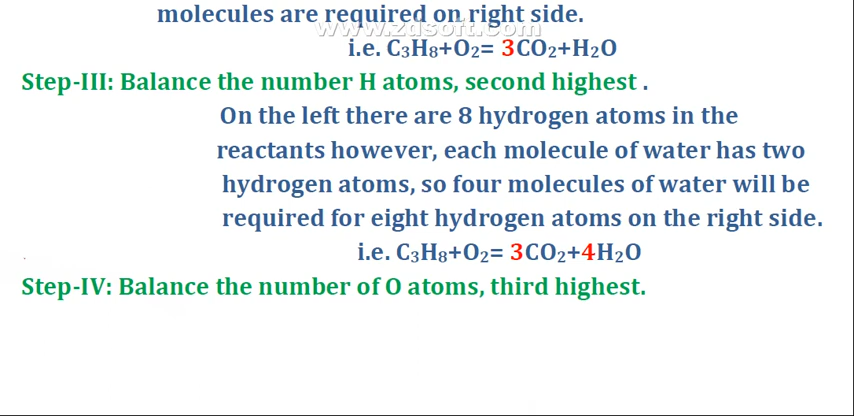 molecules are required on right side.
www.zdsoft.com
i.e. C₃H₈+O₂= 3CO₂+H₂O
Step-III: Balance the number H atoms, second highest .
On the left there are 8 hydrogen atoms in the
reactants however, each molecule of water has two
hydrogen atoms, so four molecules of water will be
required for eight hydrogen atoms on the right side.
i.e. C₃H₈+O₂= 3CO₂+4H₂O
Step-IV: Balance the number of O atoms, third highest.